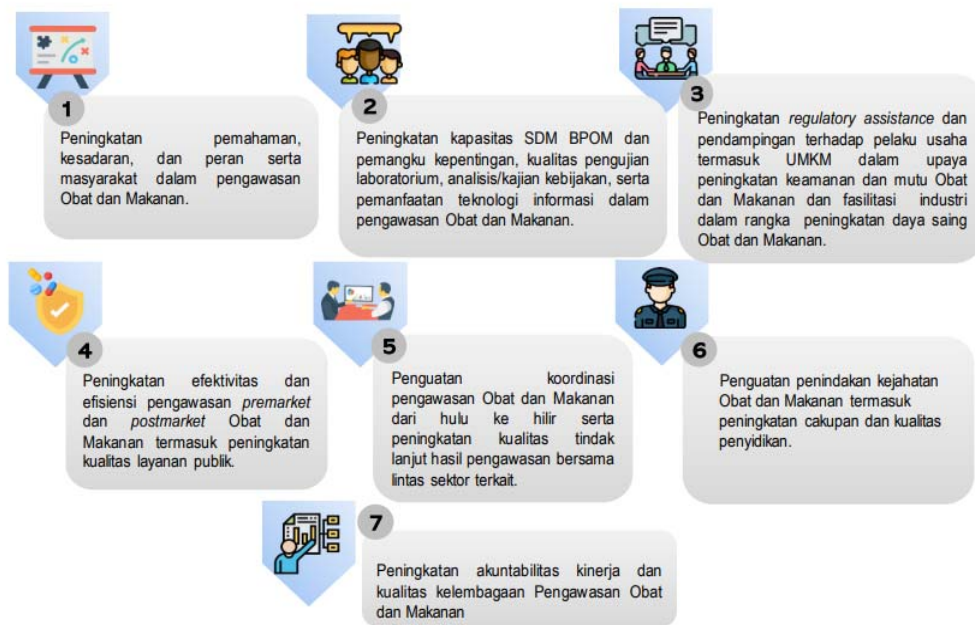 1
Peningkatan pemahaman,
kesadaran, dan peran serta
masyarakat dalam pengawasan
Obat dan Makanan.
2
Peningkatan kapasitas SDM BPOM dan
pemangku kepentingan, kualitas pengujian
laboratorium, analisis/kajian kebijakan, serta
pemanfaatan teknologi informasi dalam
pengawasan Obat dan Makanan.
3
Peningkatan regulatory assistance dan
pendampingan terhadap pelaku usaha
termasuk UMKM dalam upaya
peningkatan keamanan dan mutu Obat
dan Makanan dan fasilitasi industri
dalam rangka peningkatan daya saing
Obat dan Makanan.
4
Peningkatan efektivitas dan
efisiensi pengawasan premarket
dan postmarket Obat dan
Makanan termasuk peningkatan
kualitas layanan publik.
5
Penguatan koordinasi
pengawasan Obat dan Makanan
dari hulu ke hilir serta
peningkatan kualitas tindak
lanjut hasil pengawasan bersama
lintas sektor terkait.
6
Penguatan penindakan kejahatan
Obat dan Makanan termasuk
peningkatan cakupan dan kualitas
penyidikan.
7
Peningkatan akuntabilitas kinerja dan
kualitas kelembagaan Pengawasan Obat
dan Makanan